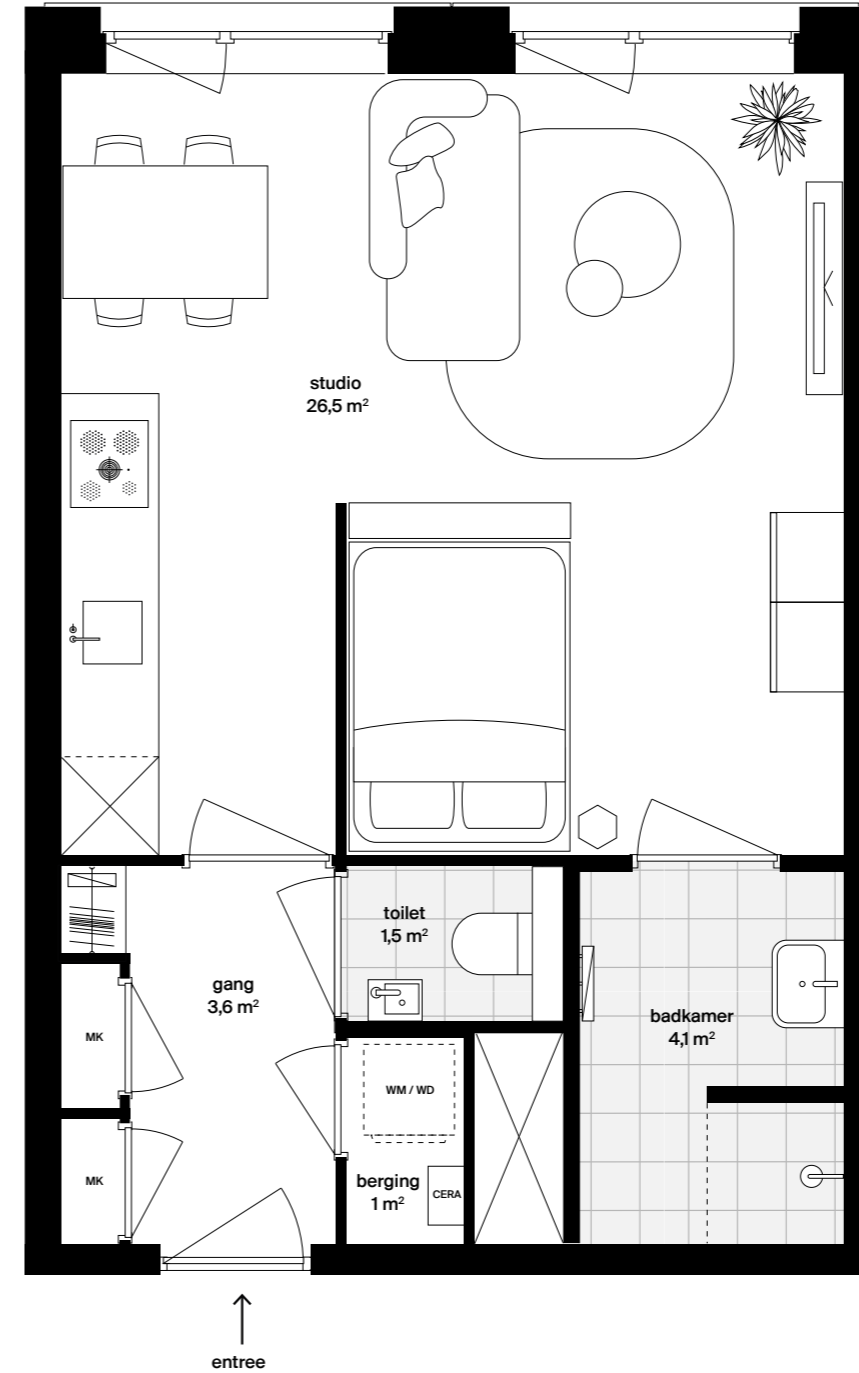 studio
26,5 m²
toilet
1,5 m²
gang
3,6 m²
badkamer
4,1 m²
MK
WM / WD
MK
berging
1 m²
CERA
entree